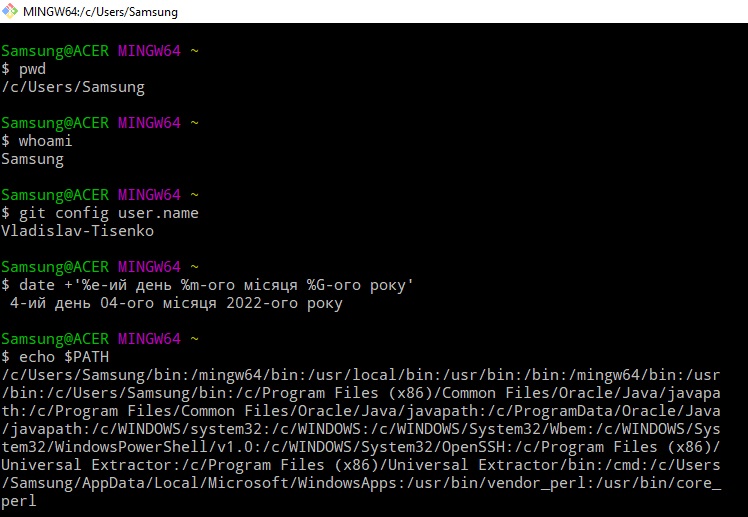 MINGW64:/c/Users/Samsung
Samsung@ACER MINGW64 ~
$ pwd
/c/Users/Samsung
Samsung@ACER MINGW64 ~
$ whoami
Samsung
Samsung@ACER MINGW64 ~
$ git config user.name
Vladislav-Tisenko
Samsung@ACER MINGW64 ~
$ date +'%e-ий день %m-ого місяця %G-ого року'
 4-ий день 04-ого місяця 2022-ого року
Samsung@ACER MINGW64 ~
$ echo $PATH
/c/Users/Samsung/bin:/mingw64/bin:/usr/local/bin:/usr/bin:/bin:/mingw64/bin:/usr
/bin:/c/Users/Samsung/bin:/c/Program Files (x86)/Common Files/Oracle/Java/javapa
th:/c/Program Files/Common Files/Oracle/Java/javapath:/c/ProgramData/Oracle/Java
/javapath:/c/WINDOWS/system32:/c/WINDOWS:/c/WINDOWS/System32/Wbem:/c/WINDOWS/Sys
tem32/WindowsPowerShell/v1.0:/c/WINDOWS/System32/OpenSSH:/c/Program Files (x86)/
Universal Extractor:/c/Program Files (x86)/Universal Extractor/bin:/cmd:/c/Users
/Samsung/AppData/Local/Microsoft/WindowsApps:/usr/bin/vendor_perl:/usr/bin/core_
perl